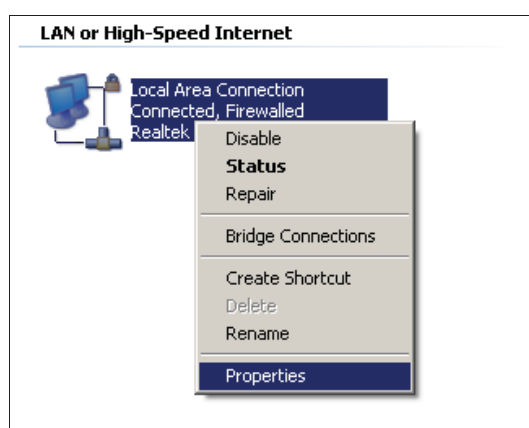 LAN or High-Speed Internet
Local Area Connection
Connected, Firewalled
Realtek
Disable
Status
Repair
Bridge Connections
Create Shortcut
Delete
Rename
Properties